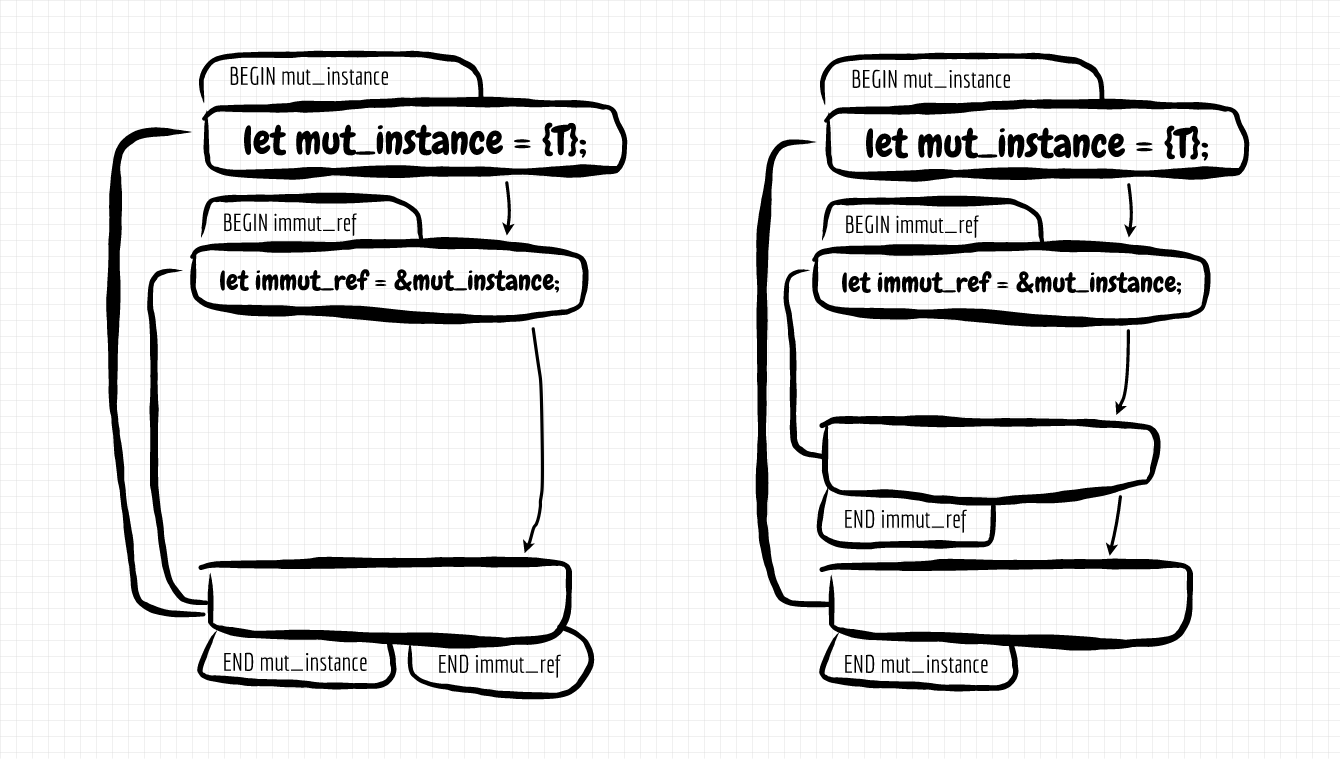 BEGIN mut_instance
let mut_instance = {T};
BEGIN immut_ref
let immut_ref = &mut_instance;
END mut_instance
END immut_ref
BEGIN mut_instance
let mut_instance = {T};
BEGIN immut_ref
let immut_ref = &mut_instance;
END immut_ref
END mut_instance